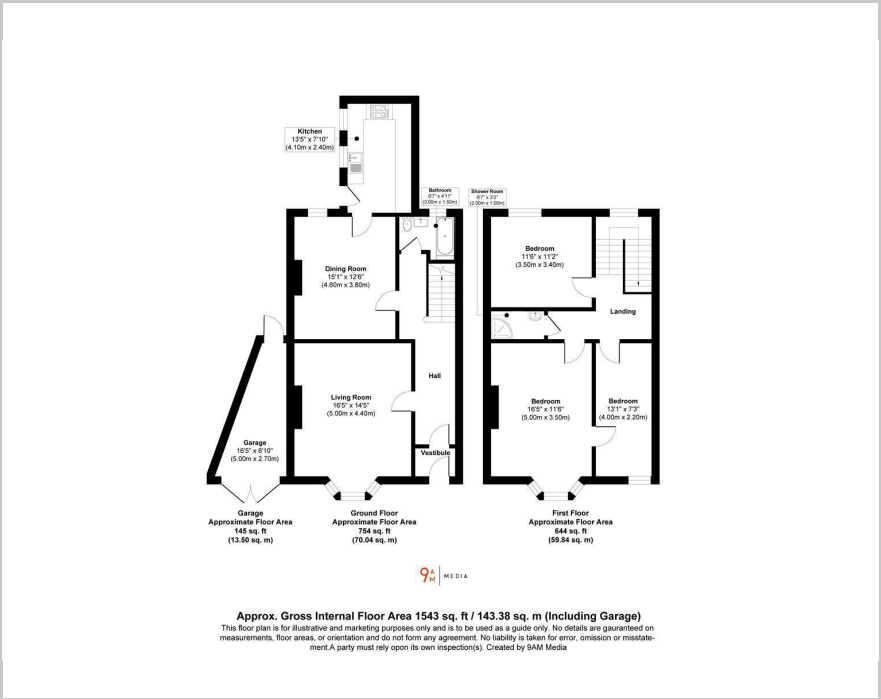 Kitchen
13'5" x 7'10"
(4.10m x 2.40m)
Bathroom
6'7" x 4'11"
(2.00m x 1.50m)
Shower Room
6'7" x 3'3"
(2.00m x 1.00m)
Dining Room
15'1" x 12'6"
(4.60m x 3.80m)
Bedroom
11'6" x 11'2"
(3.50m x 3.40m)
Landing
Hall
Living Room
16'5" x 14'5"
(5.00m x 4.40m)
Bedroom
16'5" x 11'6"
(5.00m x 3.50m)
Bedroom
13'1" x 7'3"
(4.00m x 2.20m)
Garage
16'5" x 8'10"
(5.00m x 2.70m)
Vestibule
Garage
Approximate Floor Area
145 sq. ft
(13.50 sq. m)
Ground Floor
Approximate Floor Area
754 sq. ft
(70.04 sq. m)
First Floor
Approximate Floor Area
644 sq. ft
(59.84 sq. m)
9AM MEDIA
Approx. Gross Internal Floor Area 1543 sq. ft / 143.38 sq. m (Including Garage)
This floor plan is for illustrative and marketing purposes only and is to be used as a guide only. No details are gauranteed on
measurements, floor areas, or orientation and do not form any agreement. No liability is taken for error, omission or misstate-
ment.A party must rely upon its own inspection(s). Created by 9AM Media